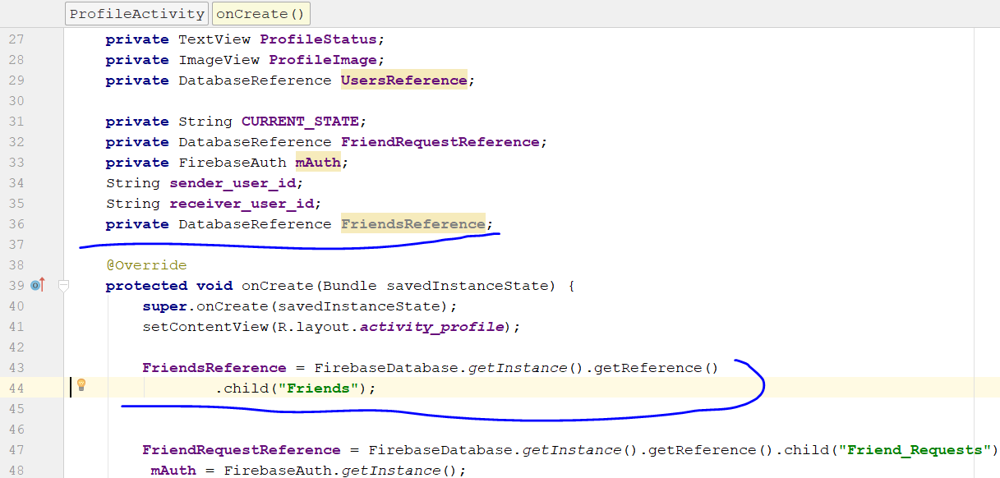 ProfileActivity onCreate()
27 private TextView ProfileStatus;
28 private ImageView ProfileImage;
29 private DatabaseReference UsersReference;
30
31 private String CURRENT_STATE;
32 private DatabaseReference FriendRequestReference;
33 private FirebaseAuth mAuth;
34 String sender_user_id;
35 String receiver_user_id;
36 private DatabaseReference FriendsReference;
37
38 @Override
39 protected void onCreate(Bundle savedInstanceState) {
40 super.onCreate(savedInstanceState);
41 setContentView(R.layout.activity_profile);
42
43 FriendsReference = FirebaseDatabase.getInstance().getReference()
44 .child("Friends");
45
46
47 FriendRequestReference = FirebaseDatabase.getInstance().getReference().child("Friend_Requests")
48 mAuth = FirebaseAuth.getInstance();